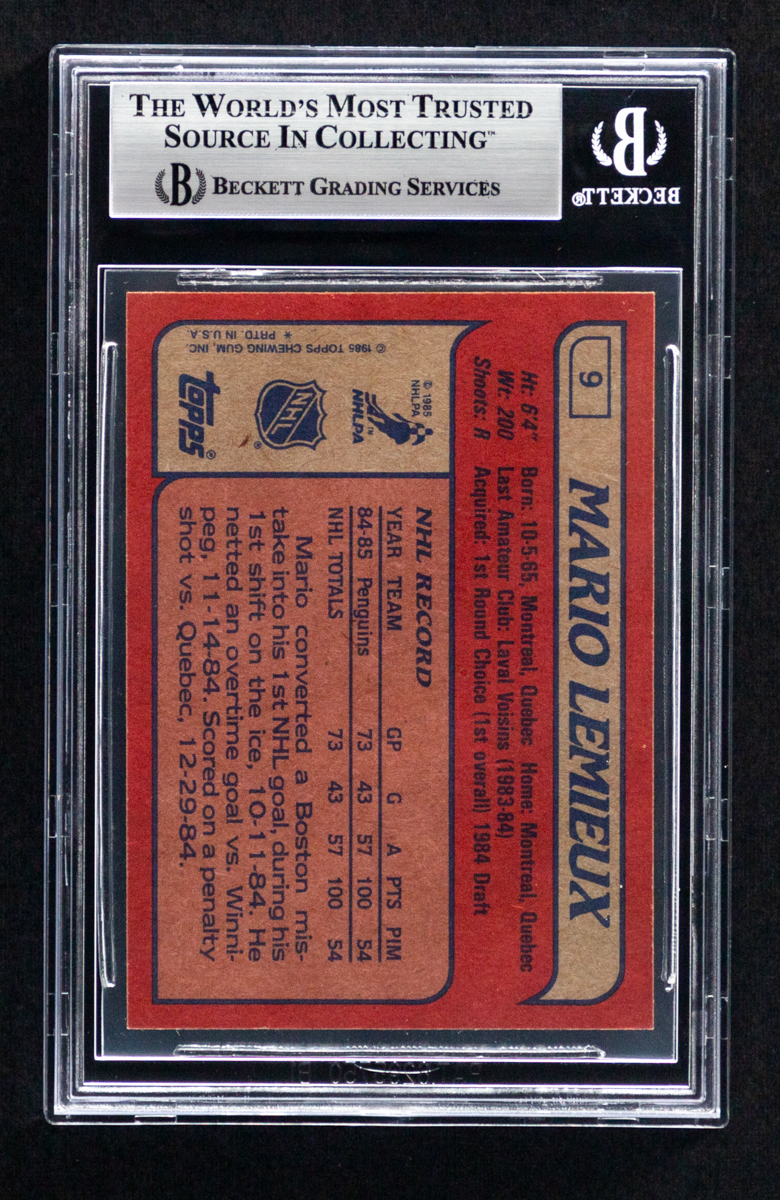 THE WORLD'S MOST TRUSTED
SOURCE IN COLLECTING™
B BECKETT GRADING SERVICES
B
BECKETT®
9
MARIO LEMIEUX
Ht: 6'4" Born: 10-5-65, Montreal, Quebec Home: Montreal, Quebec
Wt: 200 Last Amateur Club: Laval Voisins (1983-84)
Shoots: R Acquired: 1st Round Choice (1st overall) 1984 Draft
© 1985
NHLPA
NHLPA™
NHL®
TOPPS®
© 1985 TOPPS CHEWING GUM, INC.
* PRTD. IN U.S.A.
NHL RECORD
YEAR TEAM GP G A PTS PIM
84-85 Penguins 73 43 57 100 54
NHL TOTALS 73 43 57 100 54
Mario converted a Boston mis-
take into his 1st NHL goal, during his
1st shift on the ice, 10-11-84. He
netted an overtime goal vs. Winni-
peg, 11-14-84. Scored on a penalty
shot vs. Quebec, 12-29-84.